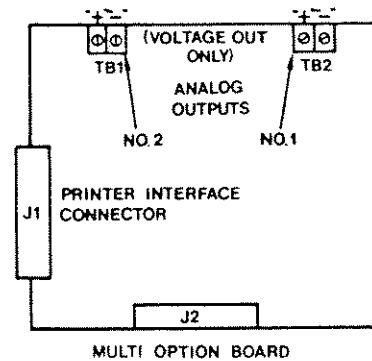 + −
+ −
(VOLTAGE OUT
ONLY)
TB1
TB2
ANALOG
OUTPUTS
NO.2
NO.1
J1
PRINTER INTERFACE
CONNECTOR
J2
MULTI OPTION BOARD